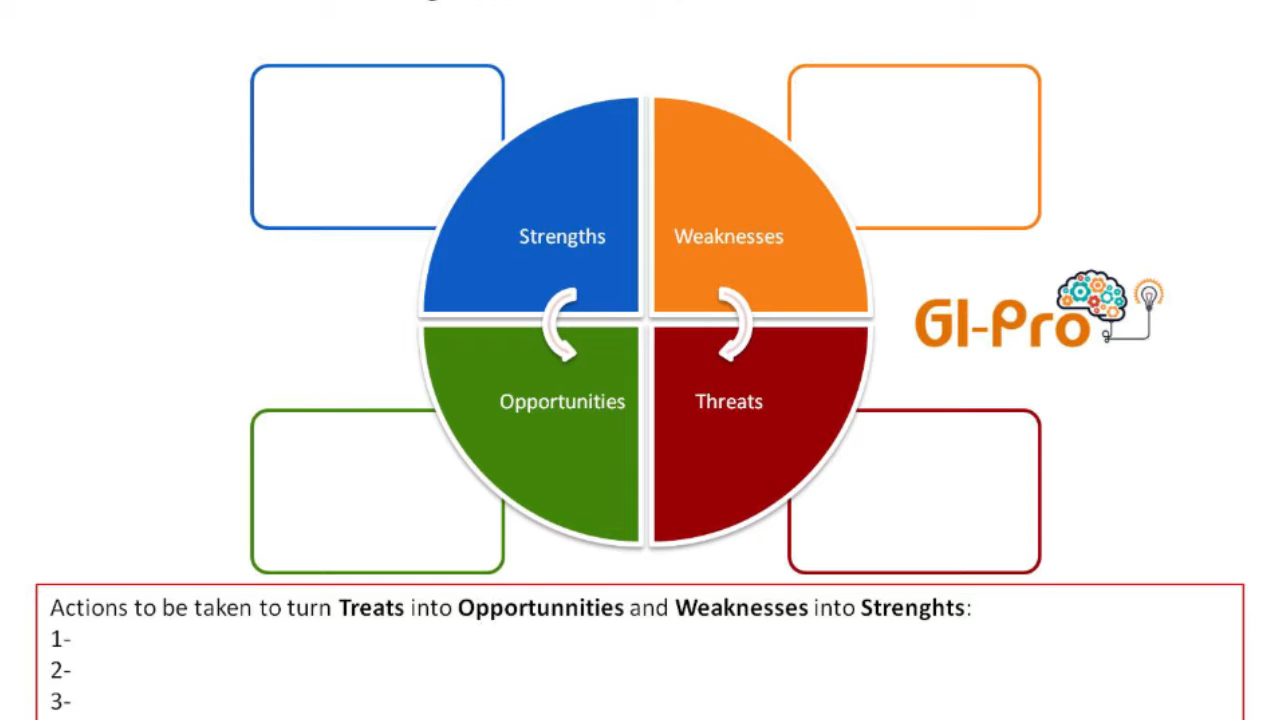 Strengths
Weaknesses
GI-Pro
Opportunities
Threats
Actions to be taken to turn Treats into Opportunnities and Weaknesses into Strenghts:
1-
2-
3-